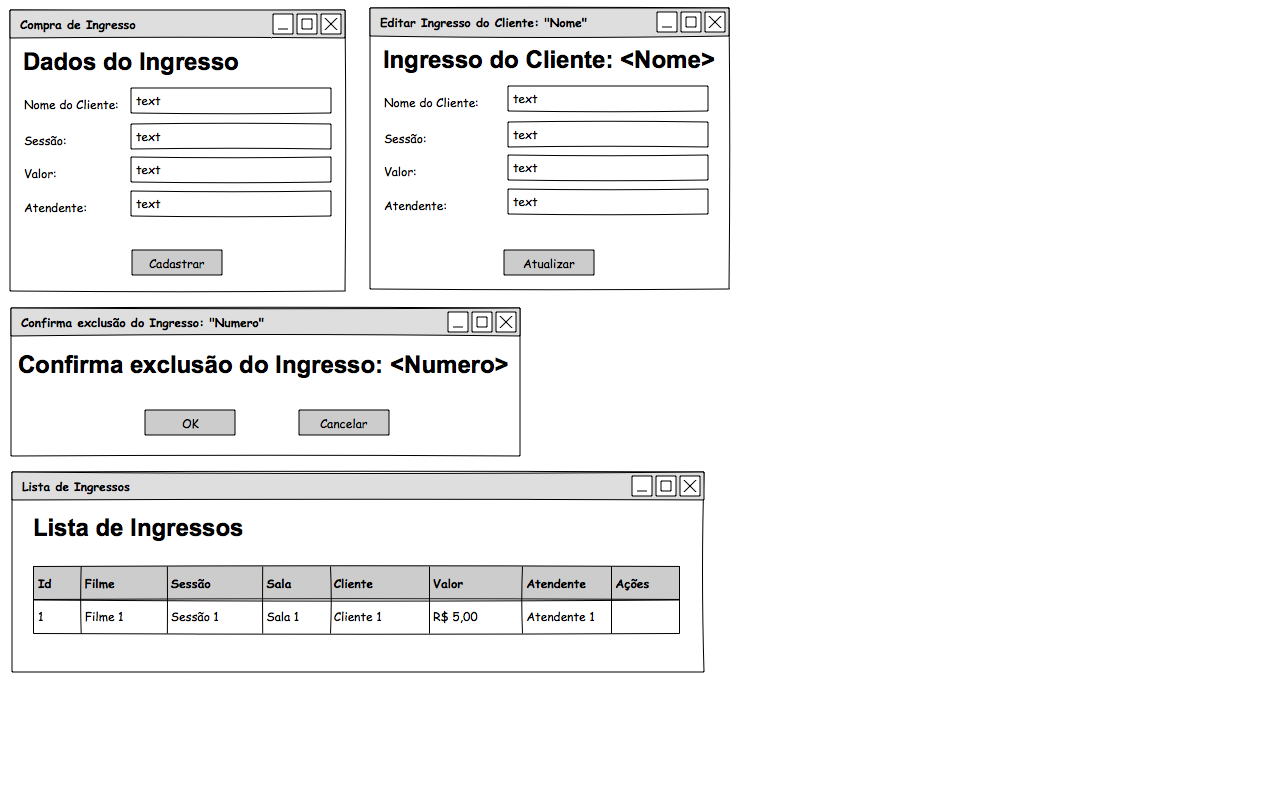 Compra de Ingresso
Dados do Ingresso
Nome do Cliente: text
Sessão: text
Valor: text
Atendente: text
Cadastrar
Editar Ingresso do Cliente: "Nome"
Ingresso do Cliente: <Nome>
Nome do Cliente: text
Sessão: text
Valor: text
Atendente: text
Atualizar
Confirma exclusão do Ingresso: "Numero"
Confirma exclusão do Ingresso: <Numero>
OK Cancelar
Lista de Ingressos
Lista de Ingressos
Id Filme Sessão Sala Cliente Valor Atendente Ações
1 Filme 1 Sessão 1 Sala 1 Cliente 1 R$ 5,00 Atendente 1